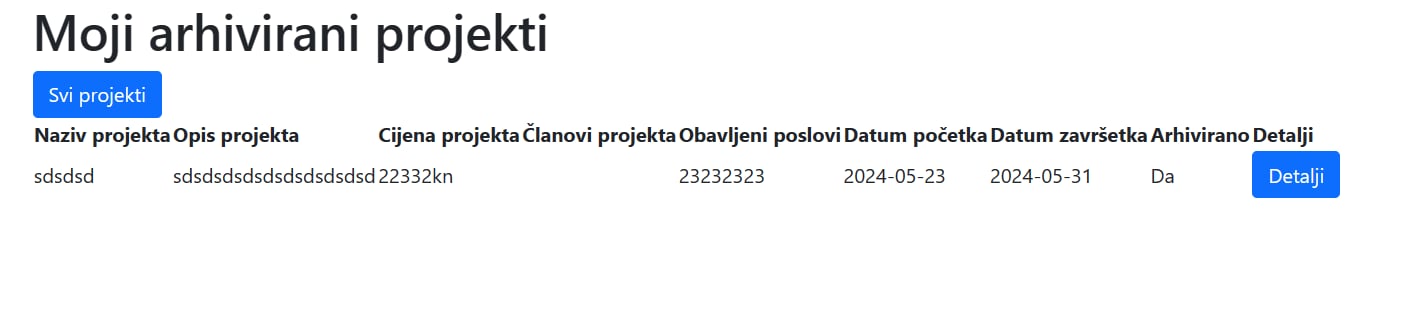 Moji arhivirani projekti
Svi projekti
Naziv projekta Opis projekta Cijena projekta Članovi projekta Obavljeni poslovi Datum početka Datum završetka Arhivirano Detalji
sdsdsd sdsdsdsdsdsdsdsdsdsd 22332kn 23232323 2024-05-23 2024-05-31 Da Detalji